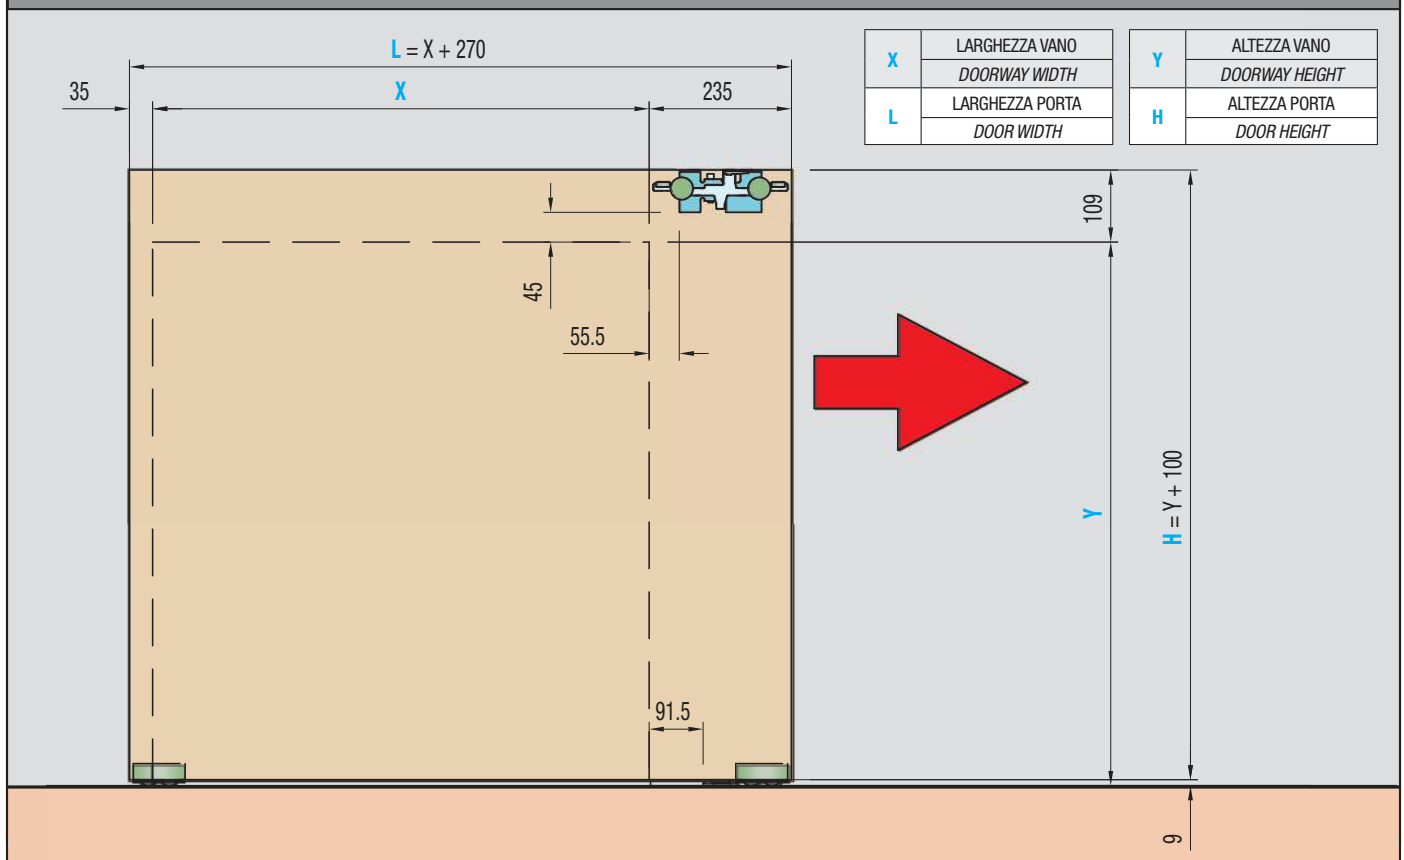 L = X + 270
35
X
235
X
LARGHEZZA VANO
DOORWAY WIDTH
L
LARGHEZZA PORTA
DOOR WIDTH
Y
ALTEZZA VANO
DOORWAY HEIGHT
H
ALTEZZA PORTA
DOOR HEIGHT
109
45
55.5
Y
H = Y + 100
91.5
9